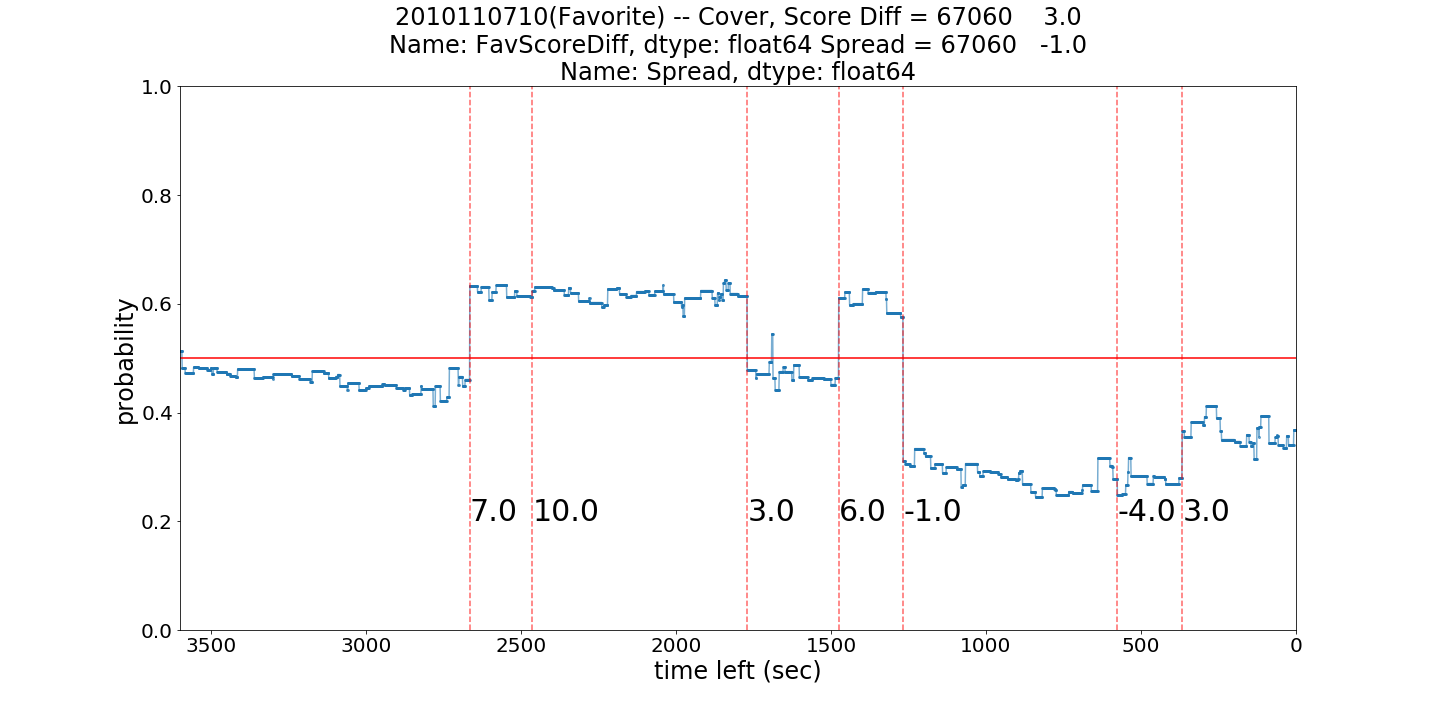 2010110710(Favorite) -- Cover, Score Diff = 67060    3.0
Name: FavScoreDiff, dtype: float64 Spread = 67060   -1.0
Name: Spread, dtype: float64
1.0
0.8
0.6
0.4
0.2
0.0
probability
7.0 10.0 3.0 6.0 -1.0 -4.0 3.0
3500 3000 2500 2000 1500 1000 500 0
time left (sec)